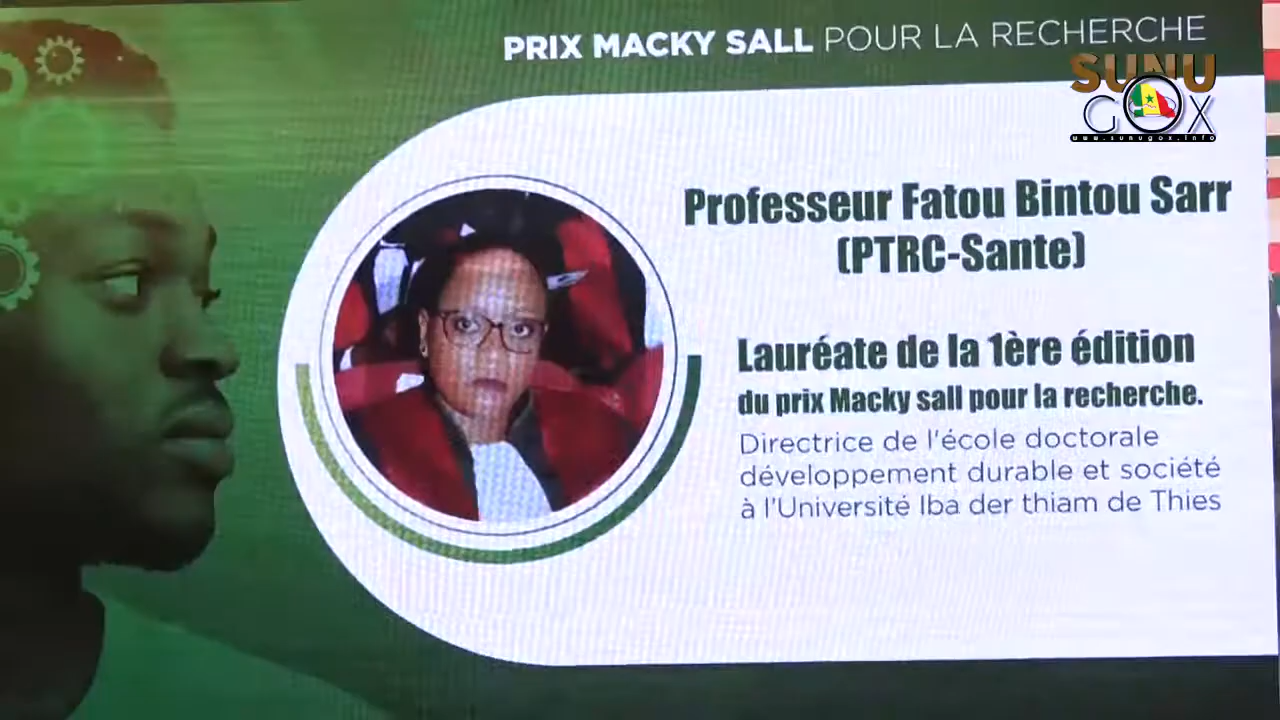 PRIX MACKY SALL POUR LA RECHERCHE
SUNU
GOX
www.sunugox.info
Professeur Fatou Bintou Sarr
(PTRC-Sante)
Lauréate de la 1ère édition
du prix Macky sall pour la recherche.
Directrice de l'école doctorale
développement durable et société
à l'Université Iba der thiam de Thies